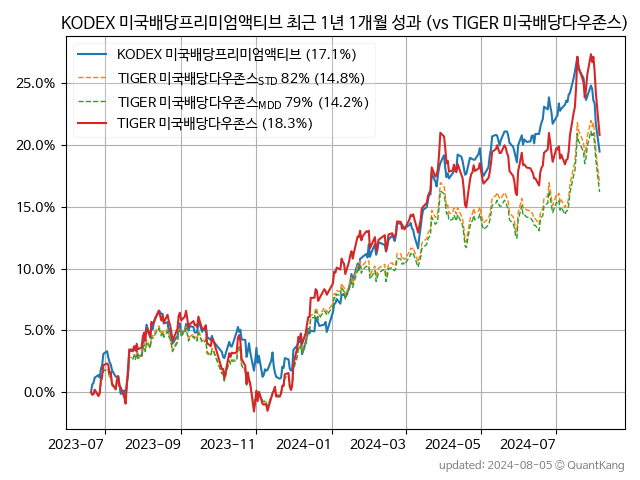 KODEX 미국배당프리미엄액티브 최근 1년 1개월 성과 (vs TIGER 미국배당다우존스)
KODEX 미국배당프리미엄액티브 (17.1%)
TIGER 미국배당다우존스STD 82% (14.8%)
TIGER 미국배당다우존스MDD 79% (14.2%)
TIGER 미국배당다우존스 (18.3%)
25.0%
20.0%
15.0%
10.0%
5.0%
0.0%
2023-07 2023-09 2023-11 2024-01 2024-03 2024-05 2024-07
updated: 2024-08-05 © QuantKang